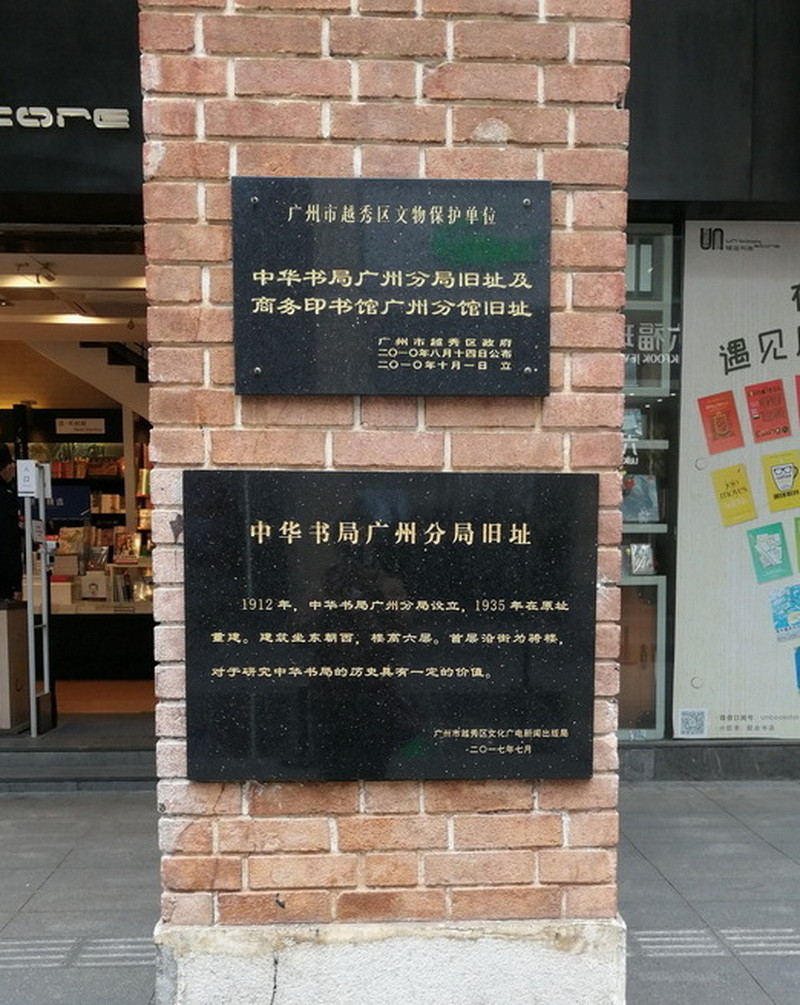 core
广州市越秀区文物保护单位
中华书局广州分局旧址及
商务印书馆广州分馆旧址
广州市越秀区政府
二〇一〇年八月十四日公布
二〇一〇年十月一日 立
中华书局广州分局旧址
1912年，中华书局广州分局设立，1935年在原址
重建。建筑坐东朝西，楼高六层。首层沿街为骑楼，
对于研究中华书局的历史具有一定的价值。
广州市越秀区文化广电新闻出版局
二〇一七年七月
入口
UN
遇见
jojo
moves